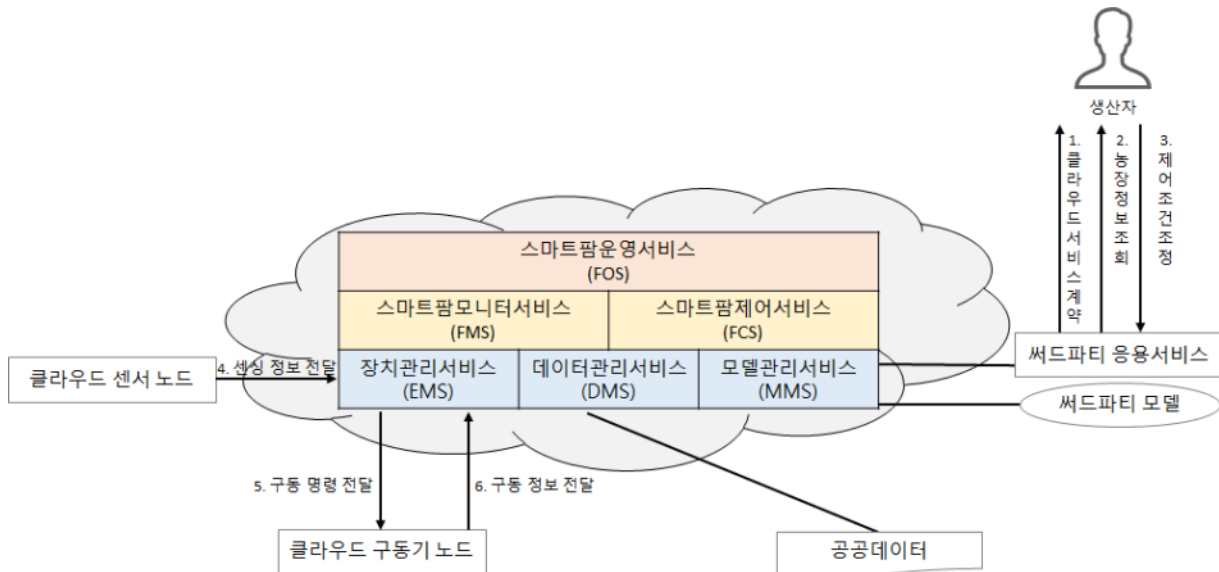 생산자
1. 클라우드서비스계약
2. 농장정보조회
3. 제어조건조정
스마트팜운영서비스
(FOS)
스마트팜모니터서비스
(FMS)
스마트팜제어서비스
(FCS)
클라우드 센서 노드
4. 센싱 정보 전달
장치관리서비스
(EMS)
데이터관리서비스
(DMS)
모델관리서비스
(MMS)
써드파티 응용서비스
써드파티 모델
5. 구동 명령 전달
6. 구동 정보 전달
클라우드 구동기 노드
공공데이터